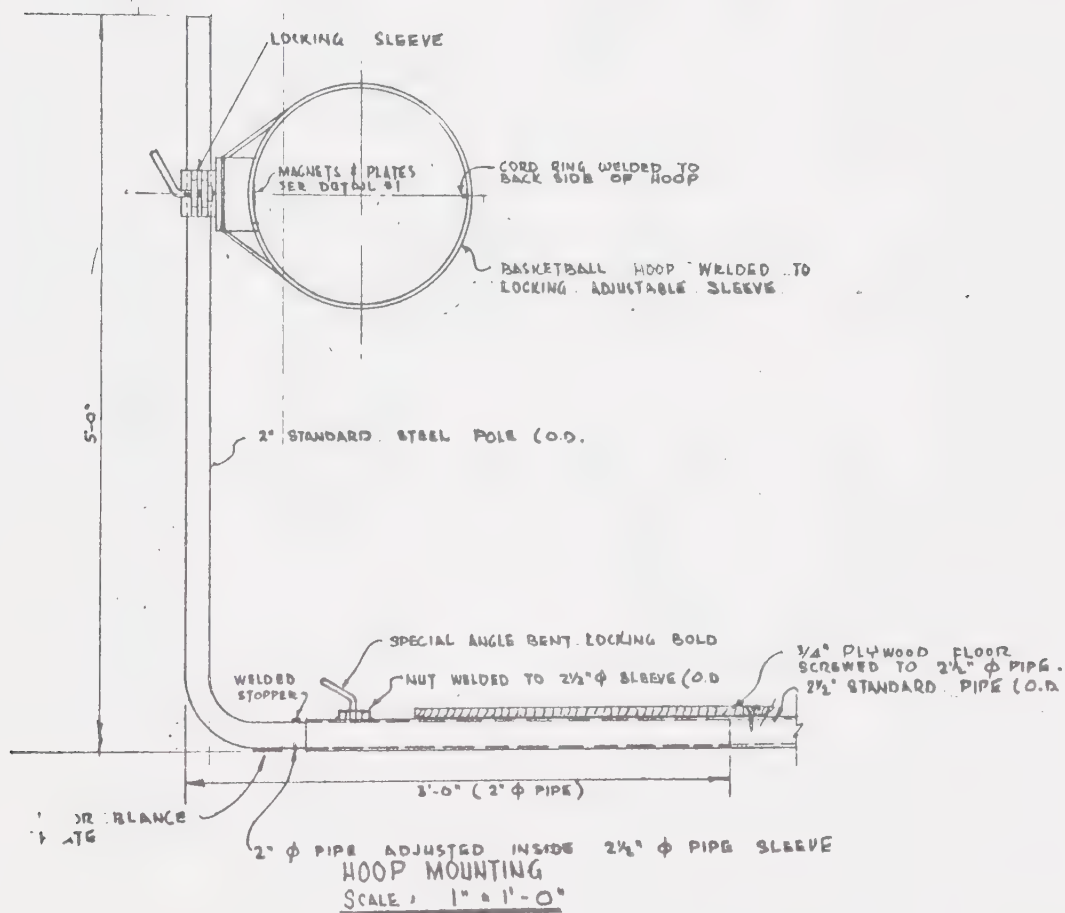 LOCKING SLEEVE
MAGNETS & PLATES
CORD RING WELDED TO
BACK SIDE OF HOOP
BASKETBALL HOOP WELDED TO
LOCKING ADJUSTABLE SLEEVE
5'-0"
2" STANDARD STEEL POLE (O.D.
SPECIAL ANGLE BENT LOCKING BOLD
WELDED
STOPPER
NUT WELDED TO 2½" φ SLEEVE (O.D
3/4" PLYWOOD FLOOR
SCREWED TO 2½" φ PIPE.
2½" STANDARD PIPE (O.D.
3'-0" (2" φ PIPE)
BLANCE
2" φ PIPE ADJUSTED INSIDE 2½" φ PIPE SLEEVE
HOOP MOUNTING
SCALE: 1" = 1'-0"